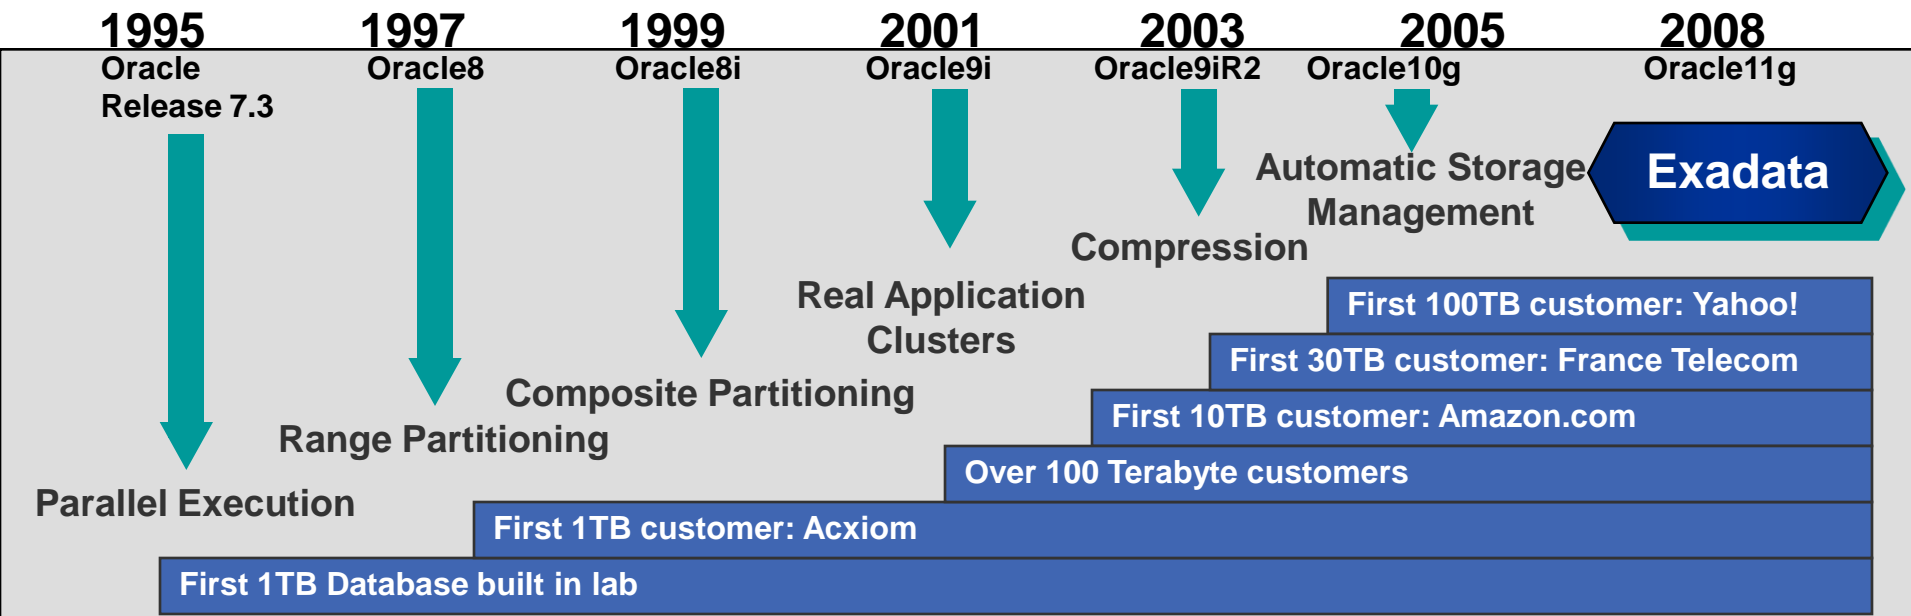 1995 1997 1999 2001 2003 2005 2008
Oracle Oracle8 Oracle8i Oracle9i Oracle9iR2 Oracle10g Oracle11g
Release 7.3
Automatic Storage
Management
Exadata
Compression
Real Application
Clusters
Composite Partitioning
Range Partitioning
Parallel Execution
First 100TB customer: Yahoo!
First 30TB customer: France Telecom
First 10TB customer: Amazon.com
Over 100 Terabyte customers
First 1TB customer: Acxiom
First 1TB Database built in lab